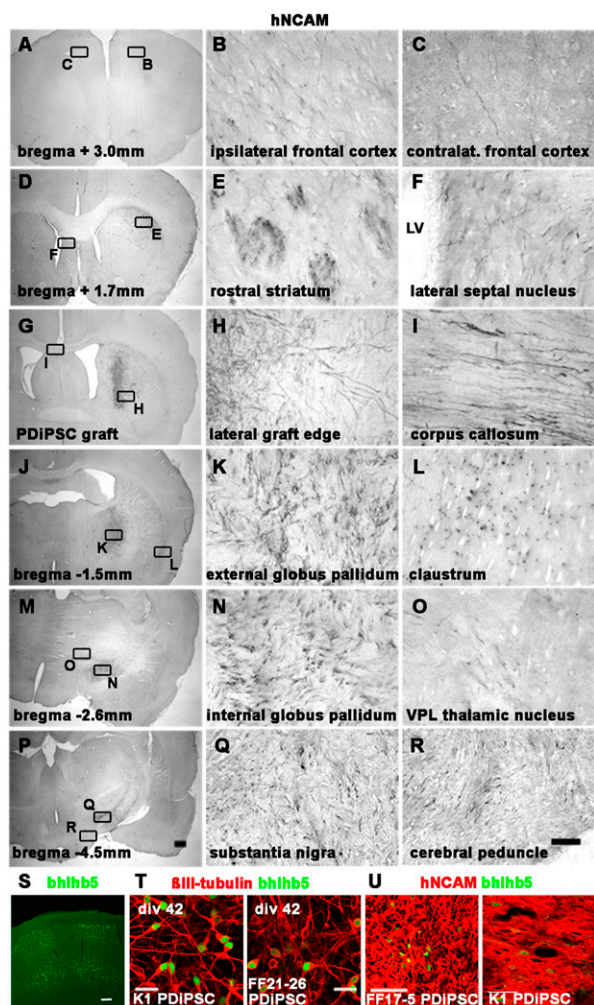 hNCAM
A
C
B
bregma + 3.0mm
B
ipsilateral frontal cortex
C
contralat. frontal cortex
D
E
F
bregma + 1.7mm
E
rostral striatum
F
LV
lateral septal nucleus
G
I
H
PDiPSC graft
H
lateral graft edge
I
corpus callosum
J
K
L
bregma -1.5mm
K
external globus pallidum
L
claustrum
M
O
N
bregma -2.6mm
N
internal globus pallidum
O
VPL thalamic nucleus
P
Q
R
bregma -4.5mm
Q
substantia nigra
R
cerebral peduncle
S bhlhb5
T ßIII-tubulin bhlhb5
div 42
K1 PDiPSC
div 42
FF21-26
PDiPSC
U hNCAM bhlhb5
FF17-5 PDiPSC
K1 PDiPSC